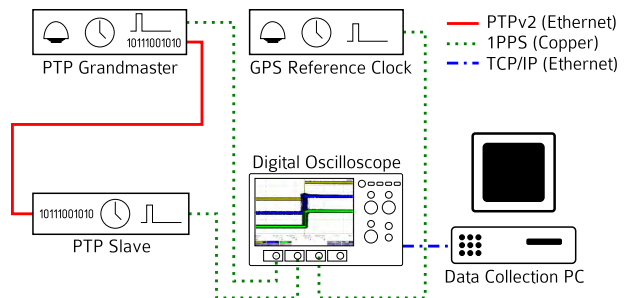 10111001010
PTP Grandmaster
GPS Reference Clock
PTPv2 (Ethernet)
1PPS (Copper)
TCP/IP (Ethernet)
Digital Oscilloscope
10111001010
PTP Slave
Data Collection PC